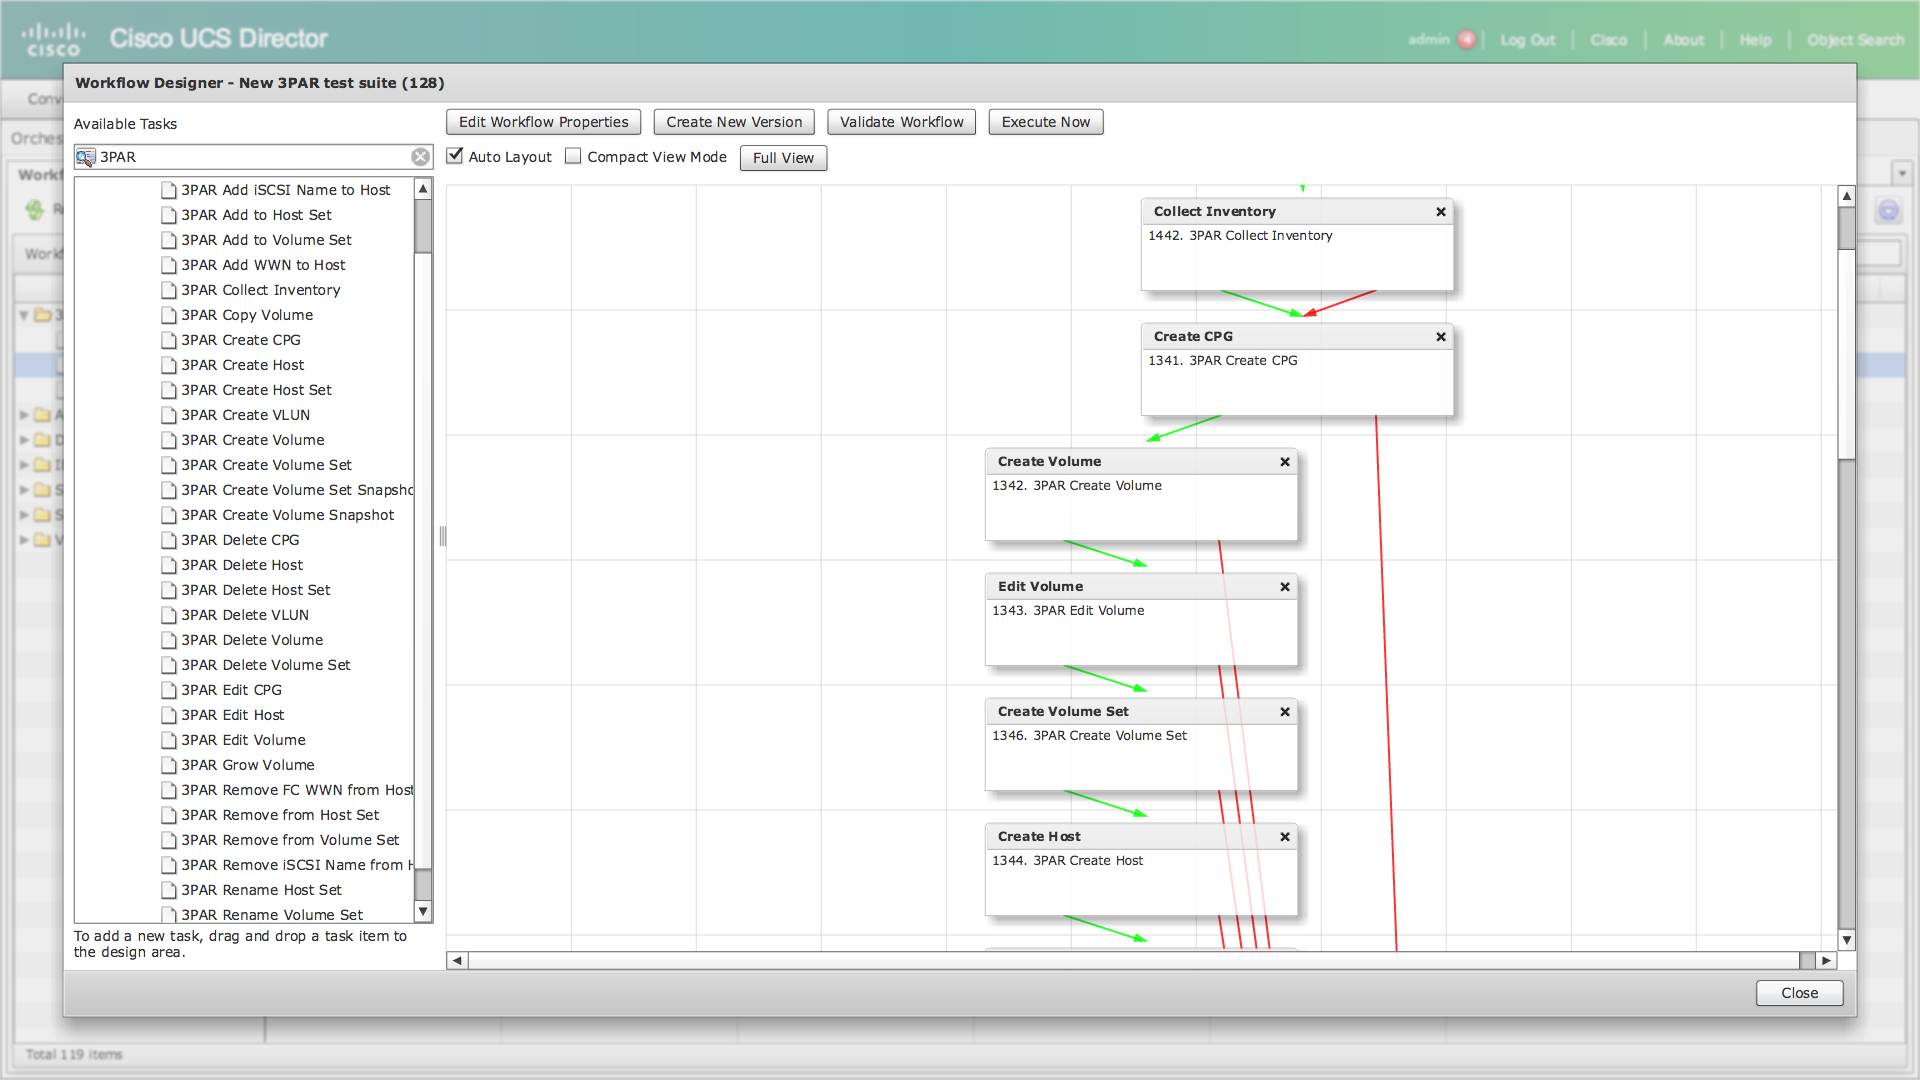 cisco
Cisco UCS Director
admin
Log Out
Cisco
About
Help
Object Search
Workflow Designer - New 3PAR test suite (128)
Available Tasks
3PAR
Edit Workflow Properties
Create New Version
Validate Workflow
Execute Now
Auto Layout
Compact View Mode
Full View
3PAR Add iSCSI Name to Host
3PAR Add to Host Set
3PAR Add to Volume Set
3PAR Add WWN to Host
3PAR Collect Inventory
3PAR Copy Volume
3PAR Create CPG
3PAR Create Host
3PAR Create Host Set
3PAR Create VLUN
3PAR Create Volume
3PAR Create Volume Set
3PAR Create Volume Set Snapsho
3PAR Create Volume Snapshot
3PAR Delete CPG
3PAR Delete Host
3PAR Delete Host Set
3PAR Delete VLUN
3PAR Delete Volume
3PAR Delete Volume Set
3PAR Edit CPG
3PAR Edit Host
3PAR Edit Volume
3PAR Grow Volume
3PAR Remove FC WWN from Host
3PAR Remove from Host Set
3PAR Remove from Volume Set
3PAR Remove iSCSI Name from H
3PAR Rename Host Set
3PAR Rename Volume Set
To add a new task, drag and drop a task item to
the design area.
Collect Inventory
1442. 3PAR Collect Inventory
Create CPG
1341. 3PAR Create CPG
Create Volume
1342. 3PAR Create Volume
Edit Volume
1343. 3PAR Edit Volume
Create Volume Set
1346. 3PAR Create Volume Set
Create Host
1344. 3PAR Create Host
Close
Total 119 items